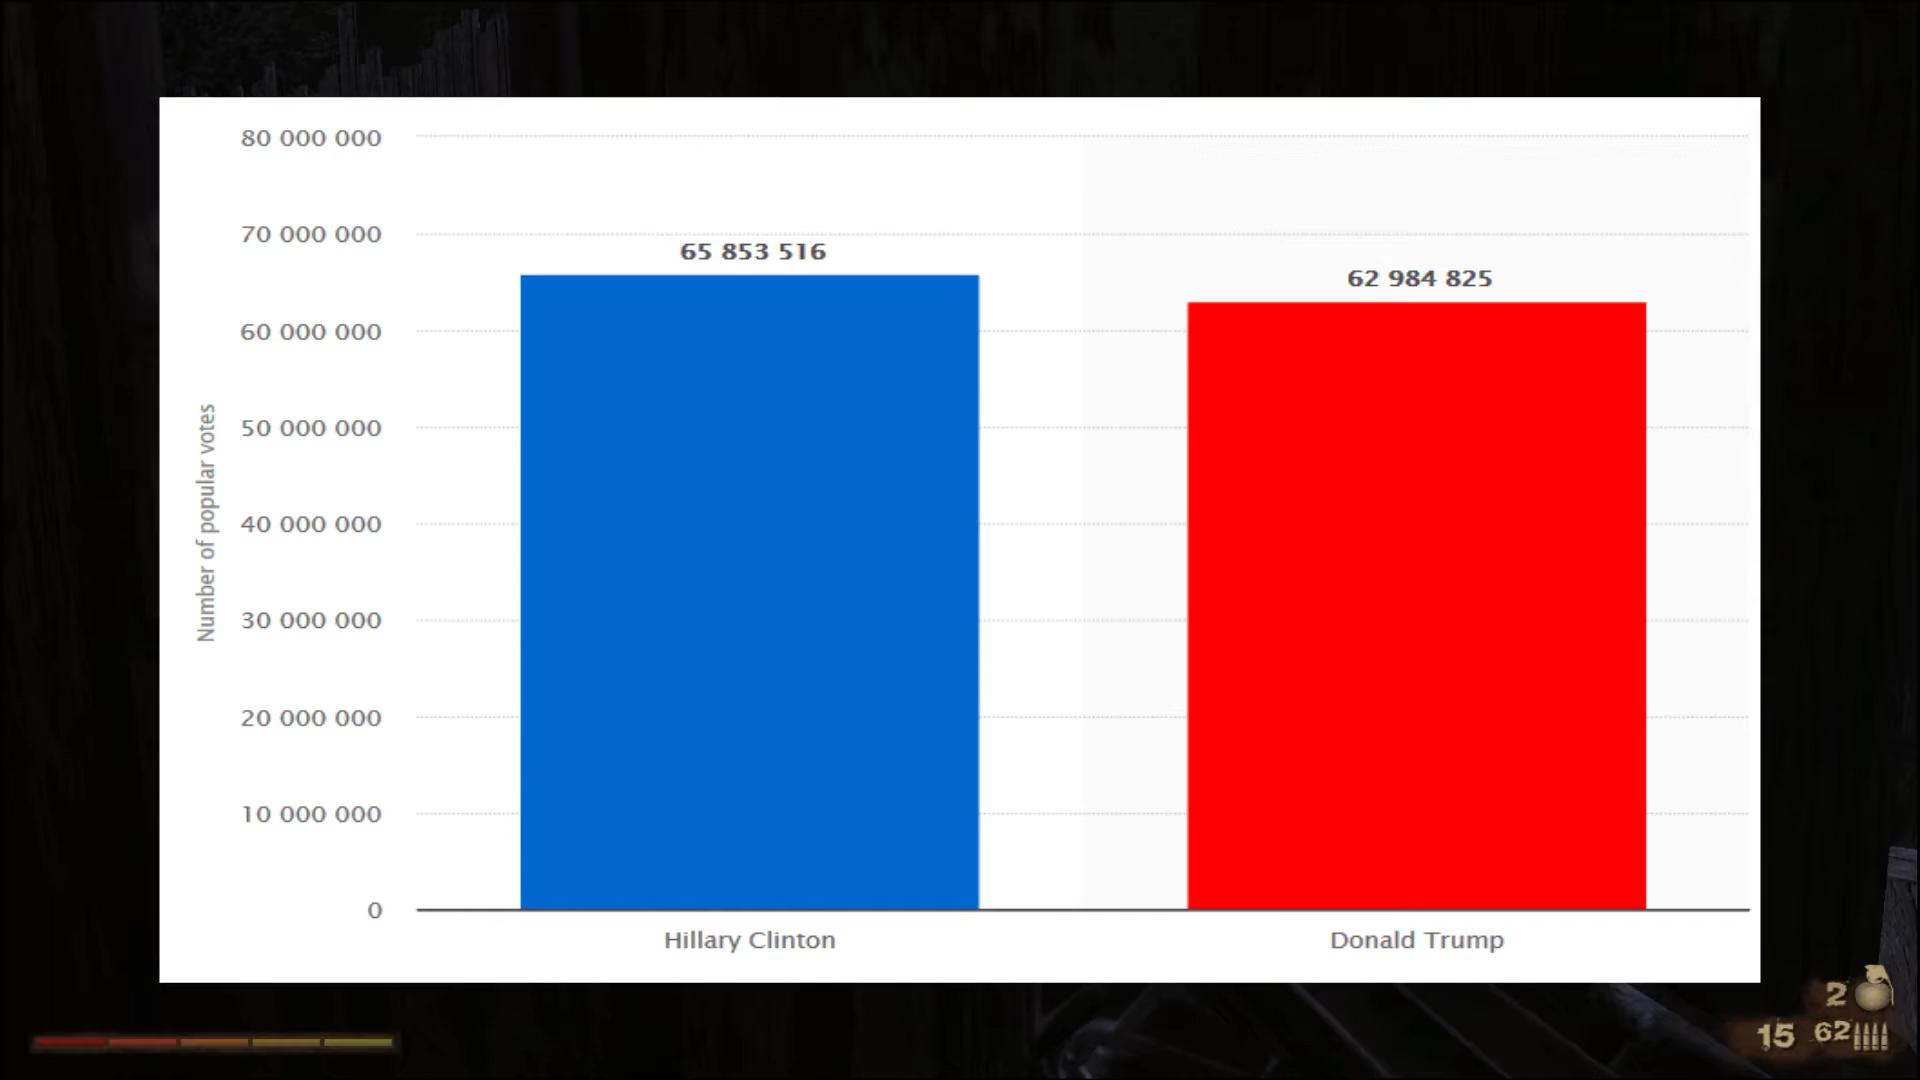 80 000 000
70 000 000
65 853 516
62 984 825
60 000 000
50 000 000
Number of popular votes
40 000 000
30 000 000
20 000 000
10 000 000
0
Hillary Clinton
Donald Trump
2
15 62